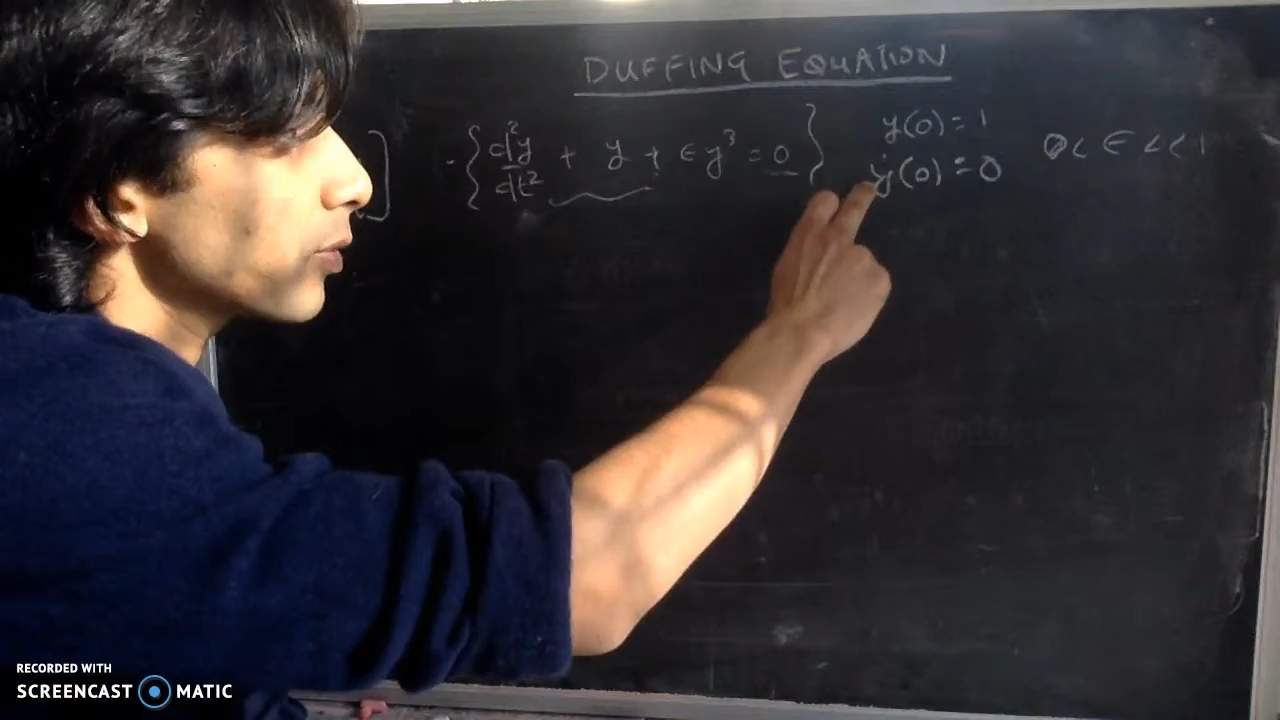 DUFFING EQUATION
] - { d²y/dt² + y + ϵy³ = 0 } y(0) = 1
ẏ(0) = 0 0 < ϵ << 1
RECORDED WITH
SCREENCAST MATIC